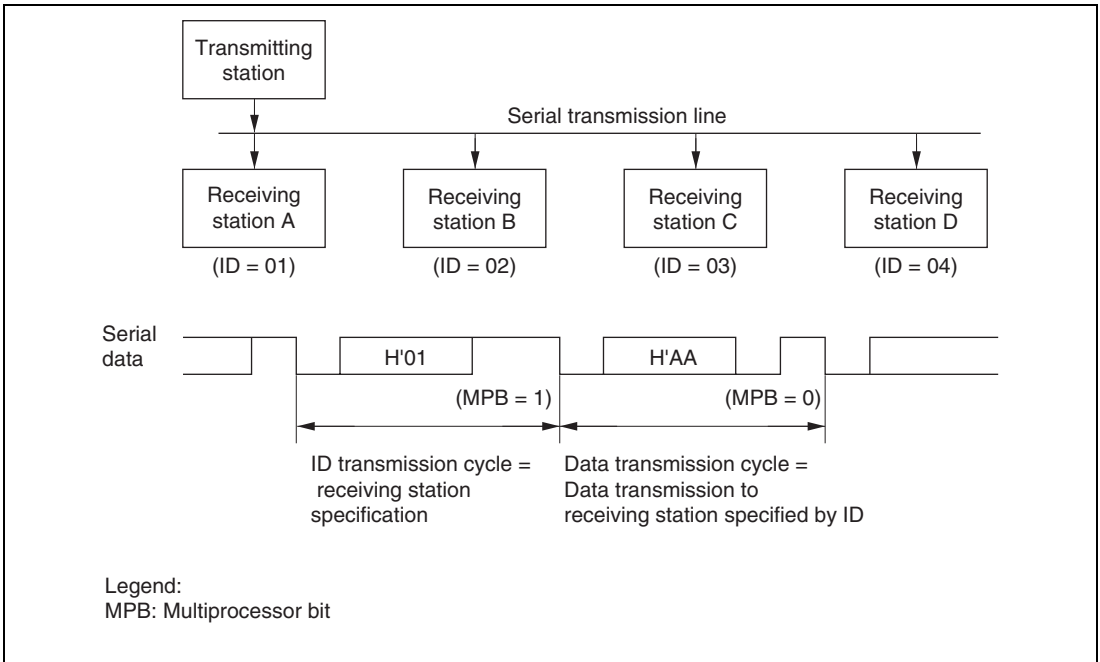 Transmitting
station
Serial transmission line
Receiving
station A
Receiving
station B
Receiving
station C
Receiving
station D
(ID = 01)
(ID = 02)
(ID = 03)
(ID = 04)
Serial
data
H'01
H'AA
(MPB = 1)
(MPB = 0)
ID transmission cycle =
receiving station
specification
Data transmission cycle =
Data transmission to
receiving station specified by ID
Legend:
MPB: Multiprocessor bit